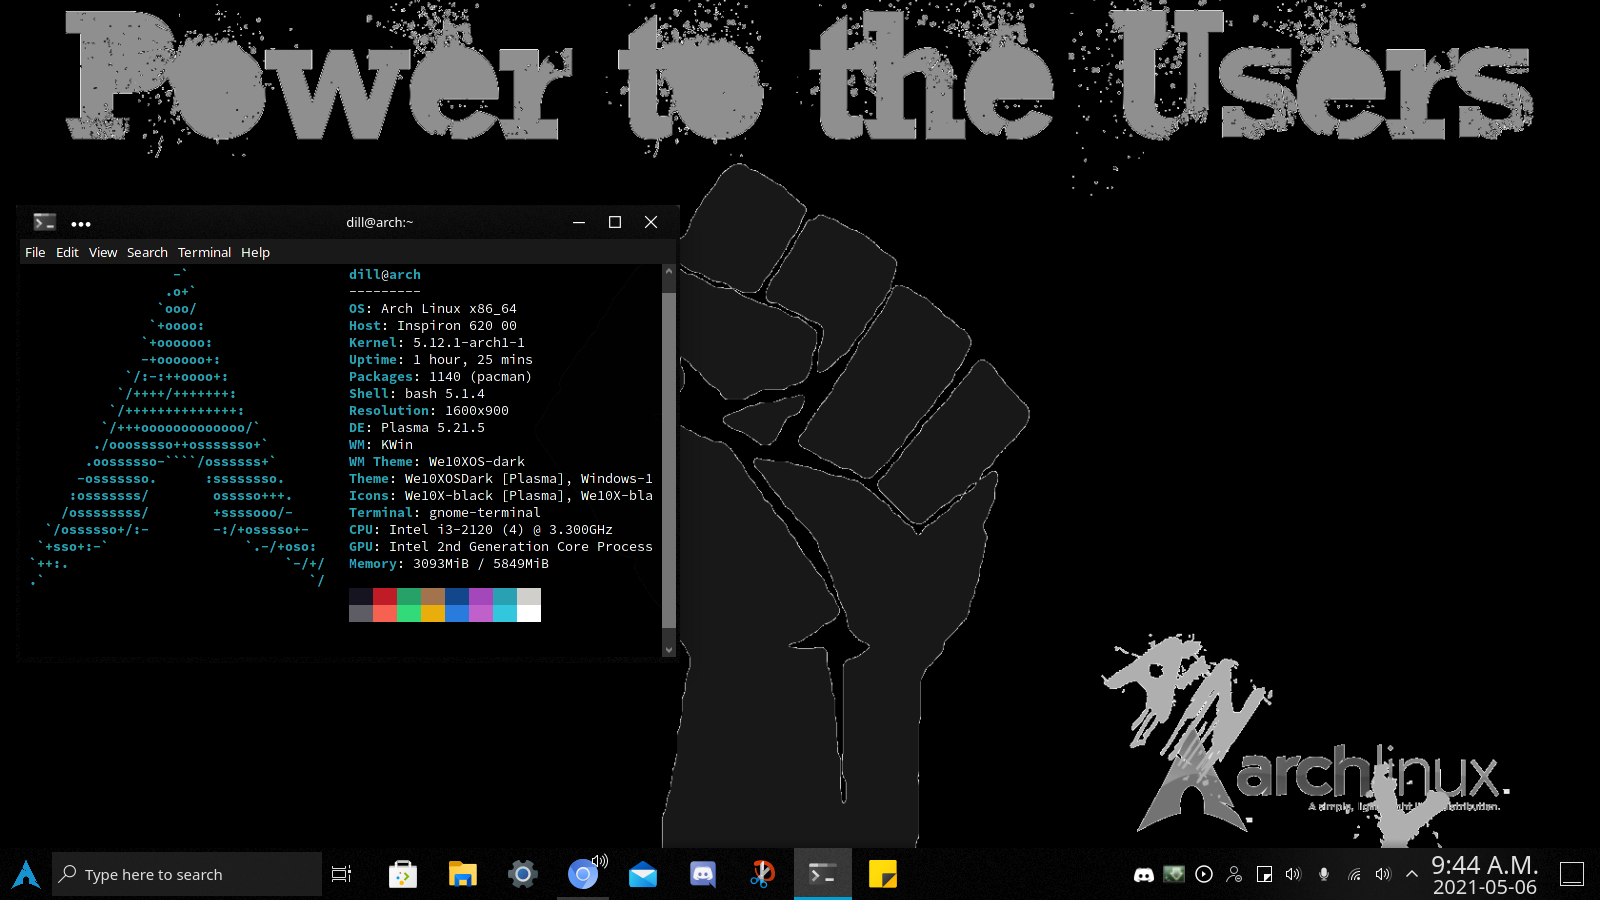 Power to the Users
dill@arch:~
File Edit View Search Terminal Help
dill@arch
---------
OS: Arch Linux x86_64
Host: Inspiron 620 00
Kernel: 5.12.1-arch1-1
Uptime: 1 hour, 25 mins
Packages: 1140 (pacman)
Shell: bash 5.1.4
Resolution: 1600x900
DE: Plasma 5.21.5
WM: KWin
WM Theme: We10XOS-dark
Theme: We10XOSDark [Plasma], Windows-1
Icons: We10X-black [Plasma], We10X-bla
Terminal: gnome-terminal
CPU: Intel i3-2120 (4) @ 3.300GHz
GPU: Intel 2nd Generation Core Process
Memory: 3093MiB / 5849MiB
archlinux.
A simple,
Type here to search
9:44 A.M.
2021-05-06